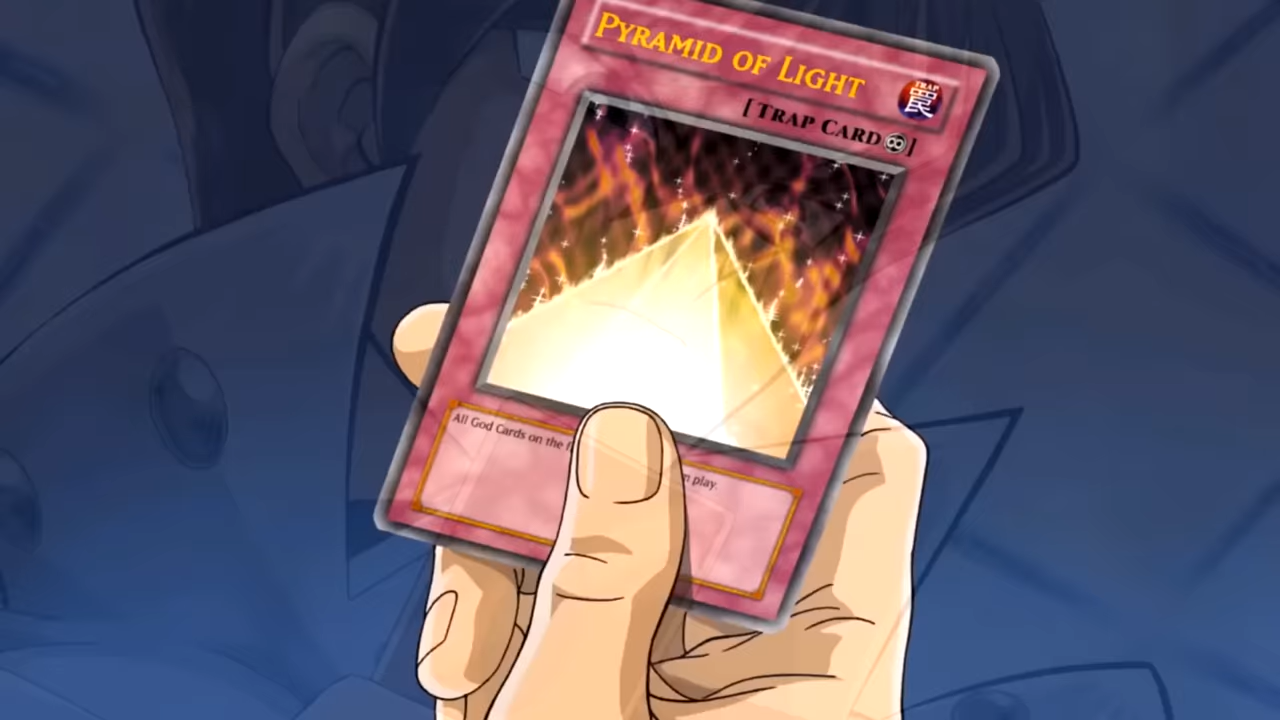 PYRAMID OF LIGHT
TRAP
罠
[TRAP CARD♾]
All God Cards on the
play.